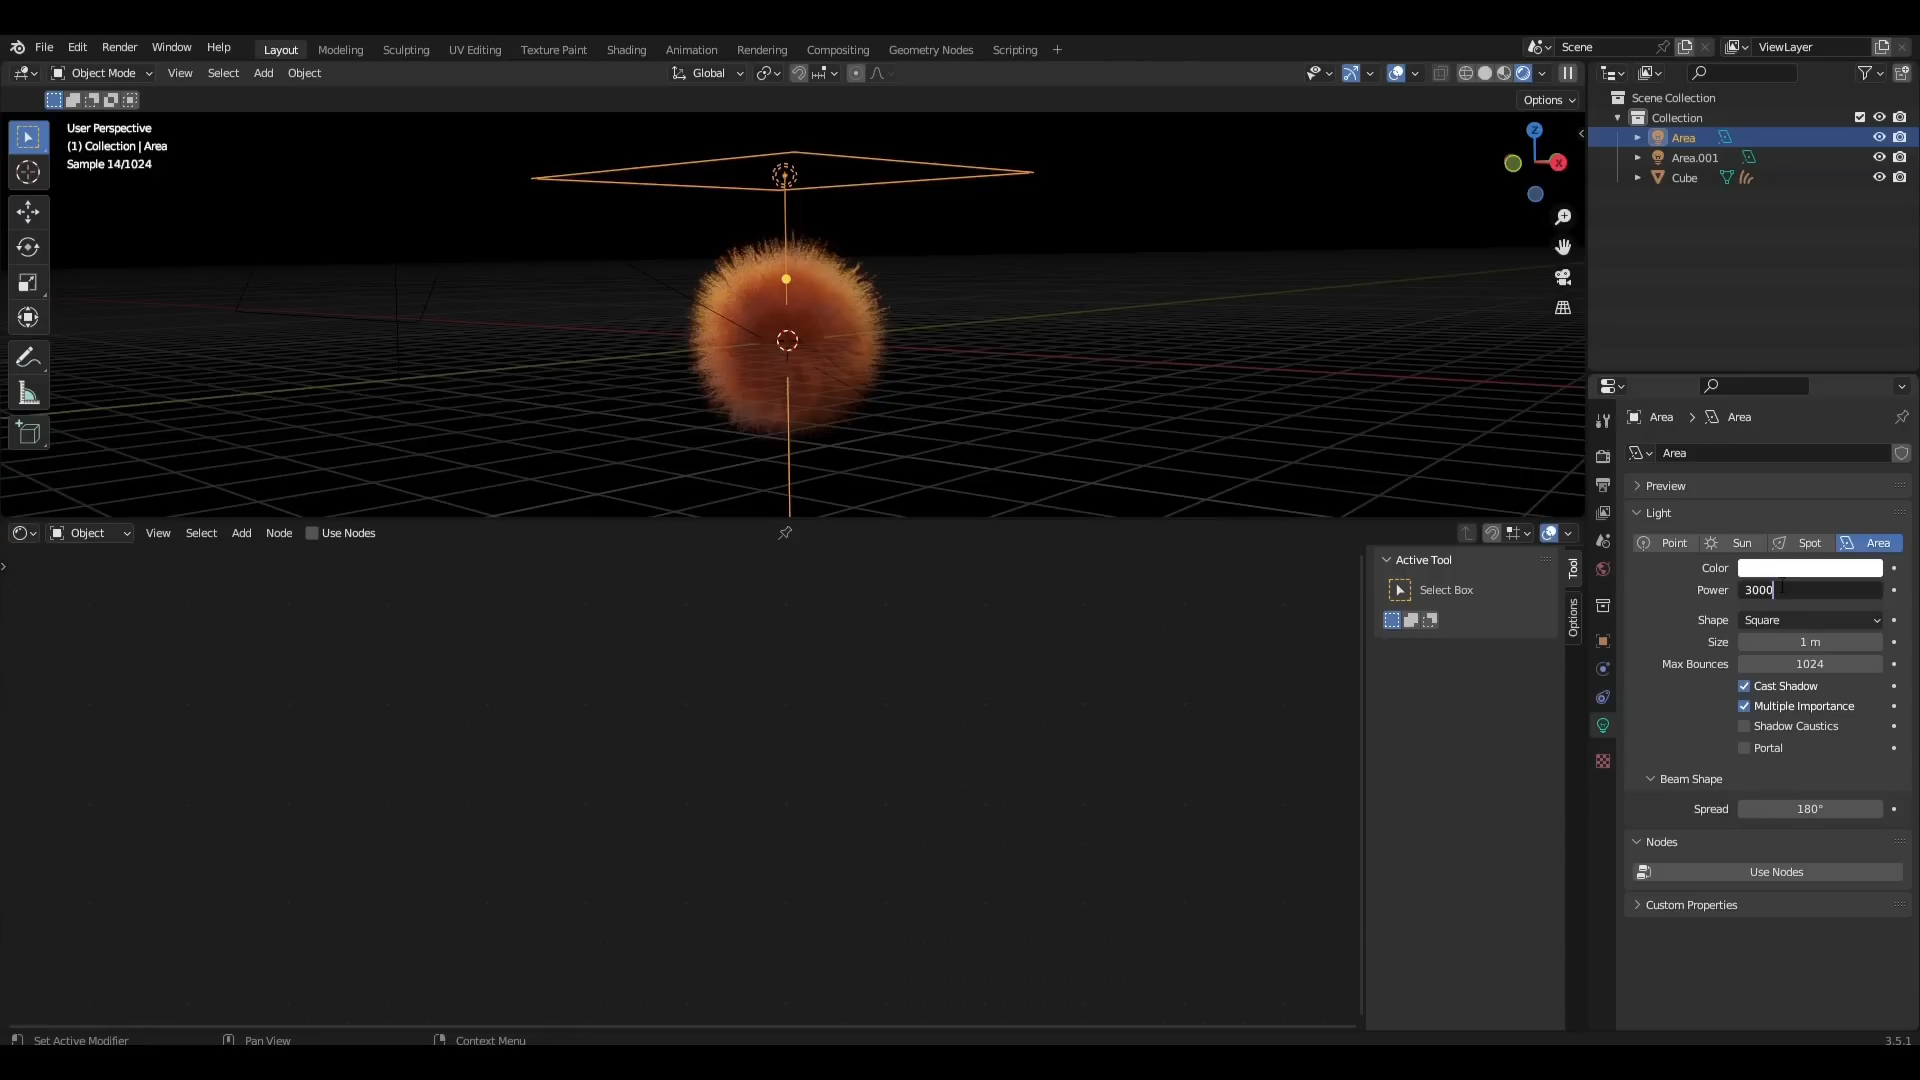 File Edit Render Window Help Layout Modeling Sculpting UV Editing Texture Paint Shading Animation Rendering Compositing Geometry Nodes Scripting + Scene ViewLayer
Object Mode View Select Add Object Global
Options
User Perspective
(1) Collection | Area
Sample 14/1024
Z
X
Scene Collection
Collection
Area
Area.001
Cube
Area > Area
Area
Preview
Light
Point Sun Spot Area
Color
Power 3000
Shape Square
Size 1 m
Max Bounces 1024
Cast Shadow
Multiple Importance
Shadow Caustics
Portal
Beam Shape
Spread 180°
Nodes
Use Nodes
Custom Properties
Object View Select Add Node Use Nodes
Active Tool
Select Box
Tool
Options
Set Active Modifier Pan View Context Menu 3.5.1